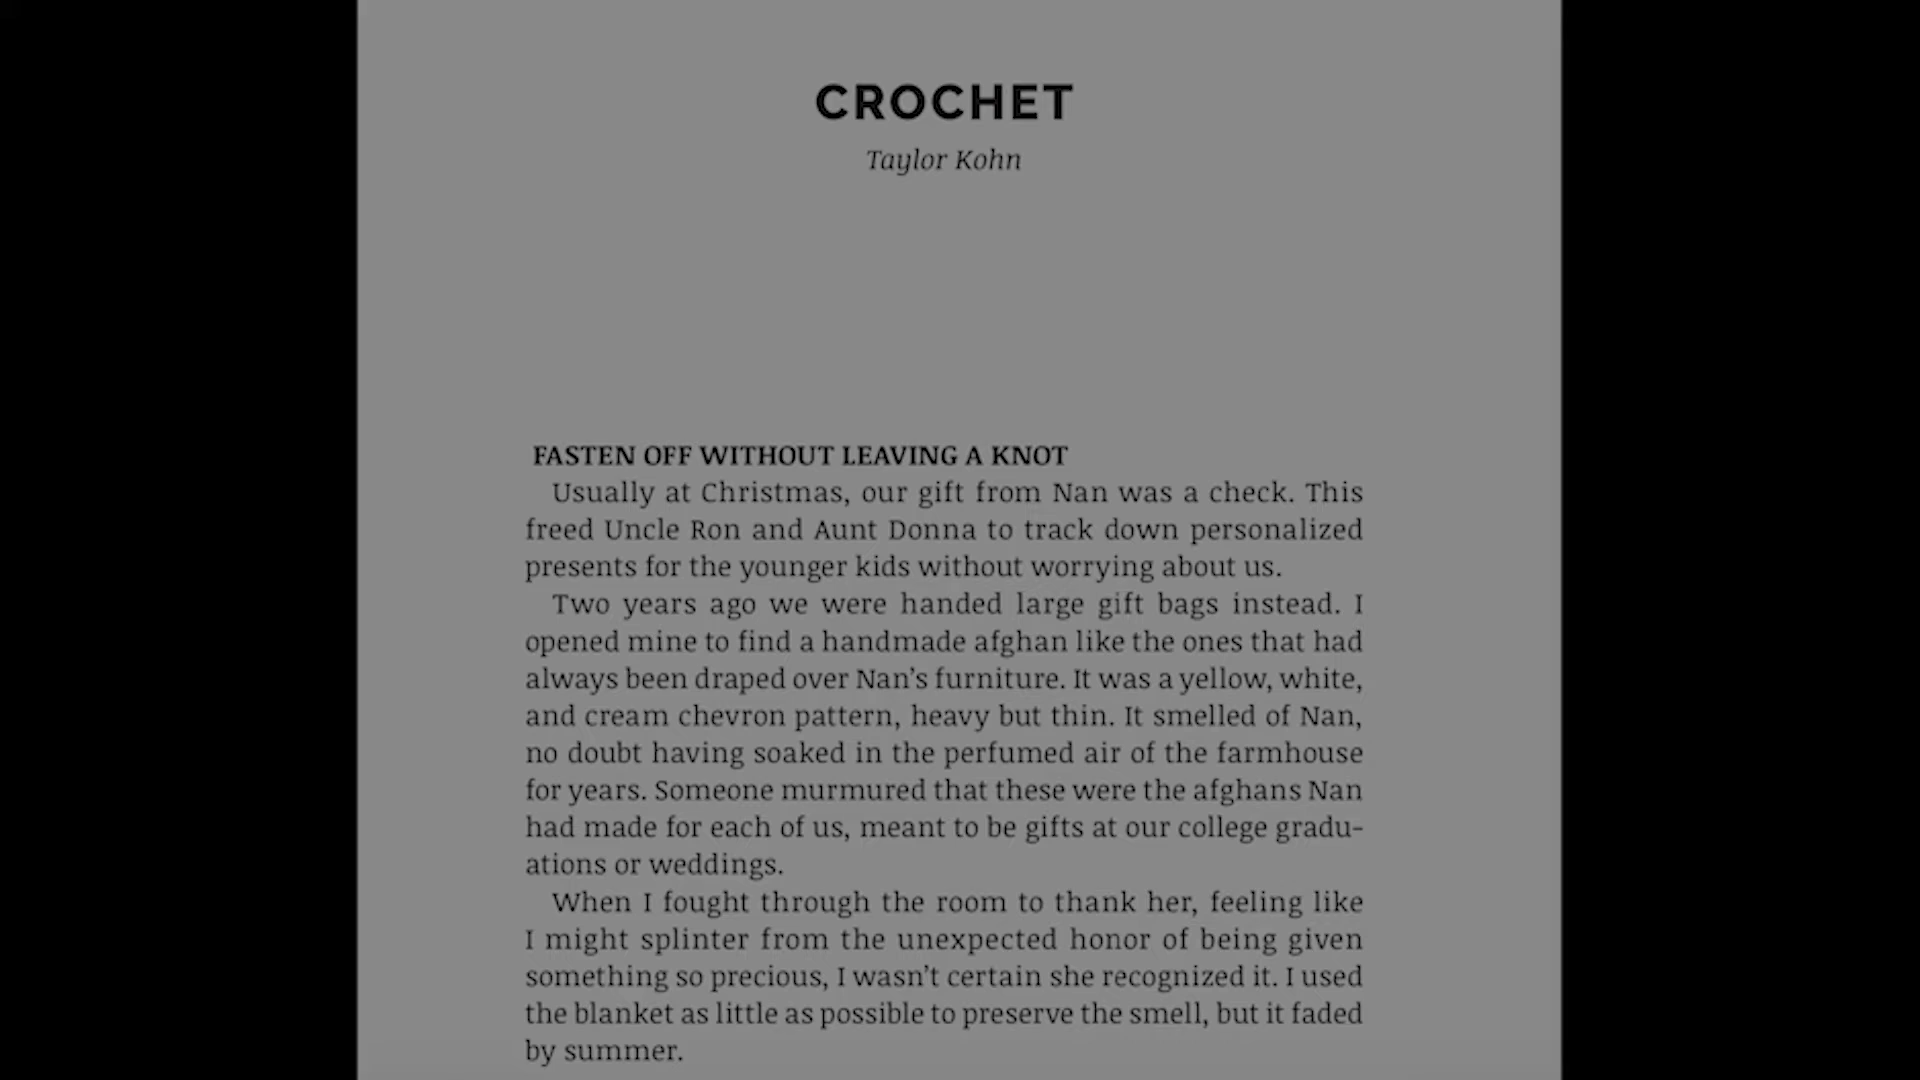 CROCHET
Taylor Kohn
FASTEN OFF WITHOUT LEAVING A KNOT
Usually at Christmas, our gift from Nan was a check. This
freed Uncle Ron and Aunt Donna to track down personalized
presents for the younger kids without worrying about us.
Two years ago we were handed large gift bags instead. I
opened mine to find a handmade afghan like the ones that had
always been draped over Nan’s furniture. It was a yellow, white,
and cream chevron pattern, heavy but thin. It smelled of Nan,
no doubt having soaked in the perfumed air of the farmhouse
for years. Someone murmured that these were the afghans Nan
had made for each of us, meant to be gifts at our college gradu-
ations or weddings.
When I fought through the room to thank her, feeling like
I might splinter from the unexpected honor of being given
something so precious, I wasn’t certain she recognized it. I used
the blanket as little as possible to preserve the smell, but it faded
by summer.